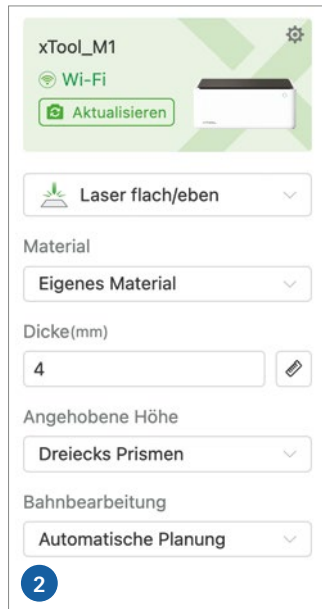 xTool_M1
Wi-Fi
Aktualisieren
Laser flach/eben
Material
Eigenes Material
Dicke(mm)
4
Angehobene Höhe
Dreiecks Prismen
Bahnbearbeitung
Automatische Planung
2